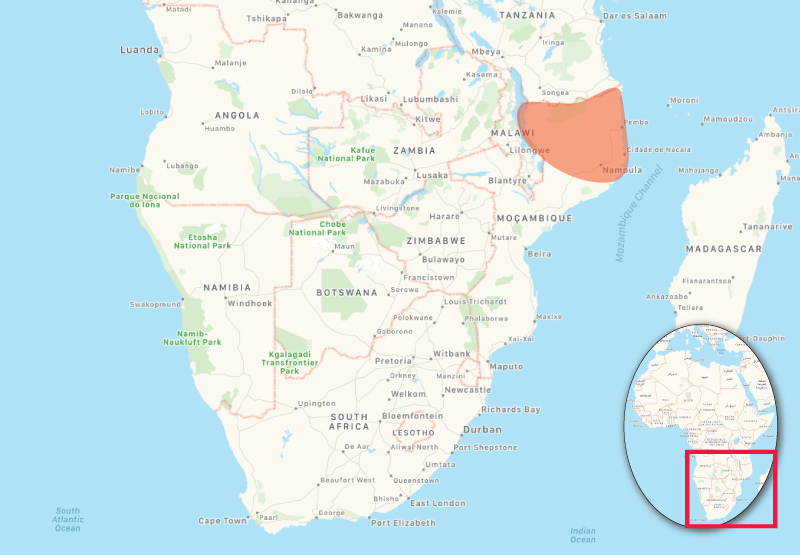 Matadi
Kananga
Tshikapa
Bakwanga
Kalemie
TANZANIA
Dar es Salaam
Manono
Mulongo
Iringa
Luanda
Kamina
Mbeya
Malanje
Kasama
Songea
Dilolo
Likasi
Lubumbashi
Moroni
Lobito
ANGOLA
Kitwe
Pemba
Mamoudzou
Antsir
Huambo
MALAWI
Ambanja
Kafue
National Park
ZAMBIA
Lilongwe
Cidade de Nacala
Lubango
Lusaka
Nampula
Mahajanga
An
Namibe
Mazabuka
Blantyre
Parque Nacional
do Iona
Livingstone
Harare
MOÇAMBIQUE
Mozambique Channel
Chobe
National Park
Tananarive
Etosha
National Park
Maun
ZIMBABWE
Mutare
MADAGASCAR
Bulawayo
Beira
Francistown
Fianarantsoa
NAMIBIA
BOTSWANA
Serowe
Ankazoabo
Swakopmund
Windhoek
Louis Trichardt
Toliara
Polokwane
Phalaborwa
Maxixe
Namib-
Naukluft Park
Gaborone
Xai-Xai
t-Dauphin
Kgalagadi
Transfrontier
Park
Pretoria
Witbank
Maputo
Orkney
Manzini
Welkom
Newcastle
Upington
SOUTH
AFRICA
Bloemfontein
Richards Bay
LESOTHO
Durban
De Aar
Aliwal North
Port Shepstone
Umtata
Beaufort West
Queenstown
Bhisho
East London
South
Atlantic
Ocean
Cape Town
Paarl
George
Port Elizabeth
Indian
Ocean